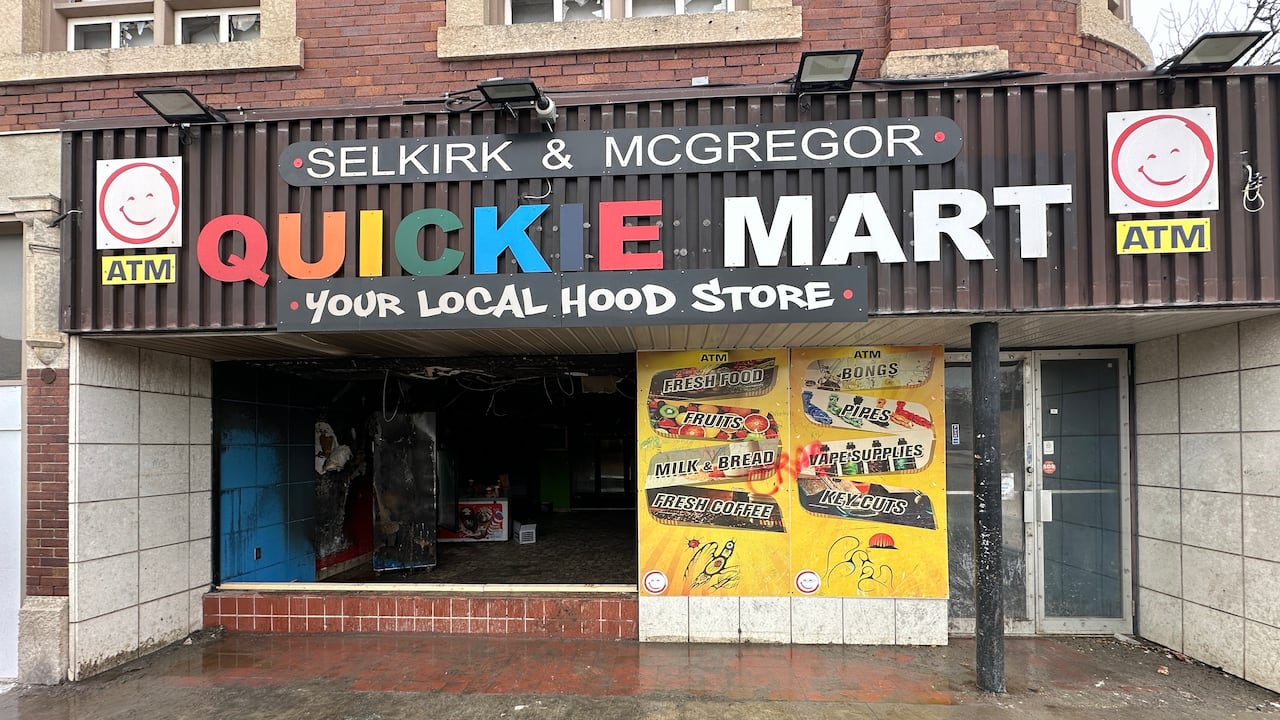 SELKIRK & MCGREGOR
QUICKIE MART
ATM
ATM
YOUR LOCAL HOOD STORE
ATM
FRESH FOOD
FRUITS
MILK & BREAD
FRESH COFFEE
ATM
BONGS
PIPES
VAPE SUPPLIES
KEY CUTS